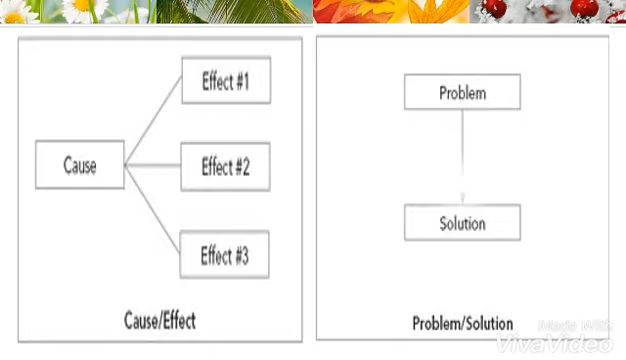 Effect #1
Cause
Effect #2
Effect #3
Cause/Effect
Problem
Solution
Problem/Solution
Made With
VivaVideo